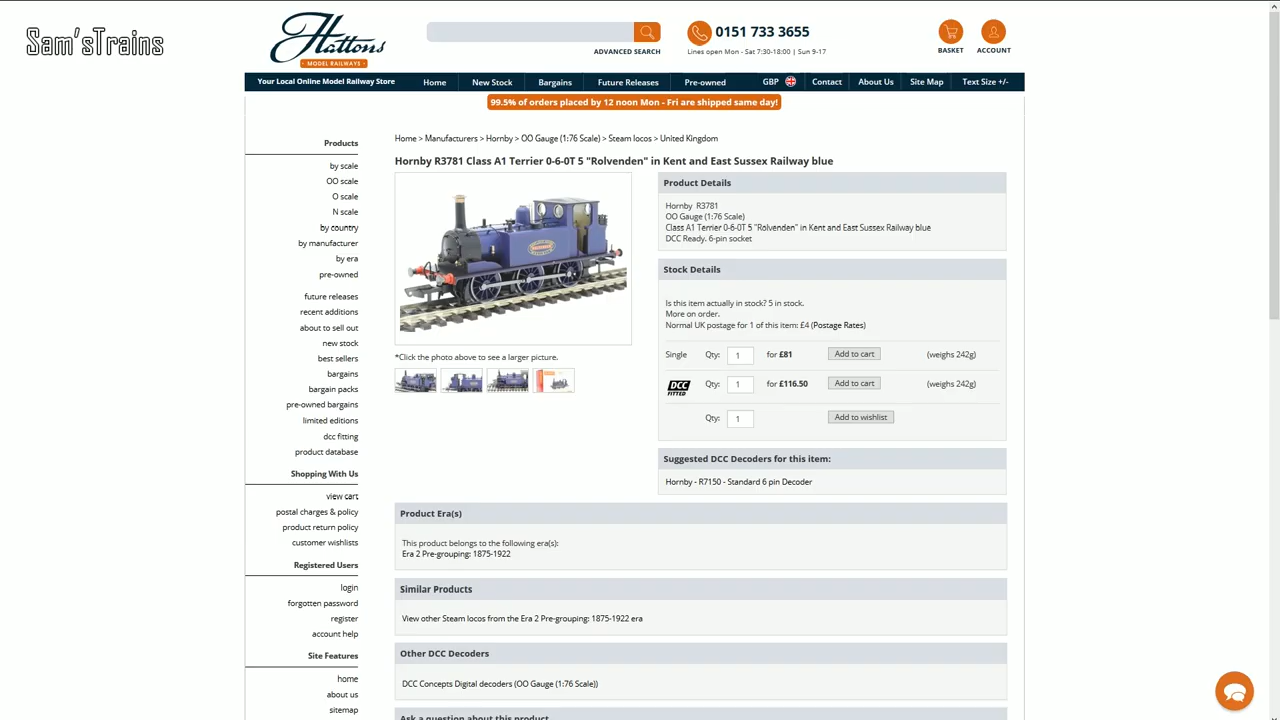 Sam'sTrains
Hattons
MODEL RAILWAYS
ADVANCED SEARCH
0151 733 3655
Lines open Mon - Sat 7:30-18:00 | Sun 9-17
BASKET
ACCOUNT
Your Local Online Model Railway Store
Home
New Stock
Bargains
Future Releases
Pre-owned
GBP
Contact
About Us
Site Map
Text Size +/-
99.5% of orders placed by 12 noon Mon - Fri are shipped same day!
Products
by scale
OO scale
O scale
N scale
by country
by manufacturer
by era
pre-owned
future releases
recent additions
about to sell out
new stock
best sellers
bargains
bargain packs
pre-owned bargains
limited editions
dcc fitting
product database
Shopping With Us
view cart
postal charges & policy
product return policy
customer wishlists
Registered Users
login
forgotten password
register
account help
Site Features
home
about us
sitemap
Home > Manufacturers > Hornby > OO Gauge (1:76 Scale) > Steam locos > United Kingdom
Hornby R3781 Class A1 Terrier 0-6-0T 5 "Rolvenden" in Kent and East Sussex Railway blue
*Click the photo above to see a larger picture.
Product Details
Hornby R3781
OO Gauge (1:76 Scale)
Class A1 Terrier 0-6-0T 5 "Rolvenden" in Kent and East Sussex Railway blue
DCC Ready. 6-pin socket
Stock Details
Is this item actually in stock? 5 in stock.
More on order.
Normal UK postage for 1 of this item: £4 (Postage Rates)
Single Qty: 1 for £81 Add to cart (weighs 242g)
DCC FITTED Qty: 1 for £116.50 Add to cart (weighs 242g)
Qty: 1 Add to wishlist
Suggested DCC Decoders for this item:
Hornby - R7150 - Standard 6 pin Decoder
Product Era(s)
This product belongs to the following era(s):
Era 2 Pre-grouping: 1875-1922
Similar Products
View other Steam locos from the Era 2 Pre-grouping: 1875-1922 era
Other DCC Decoders
DCC Concepts Digital decoders (OO Gauge (1:76 Scale))
Ask a question about this product